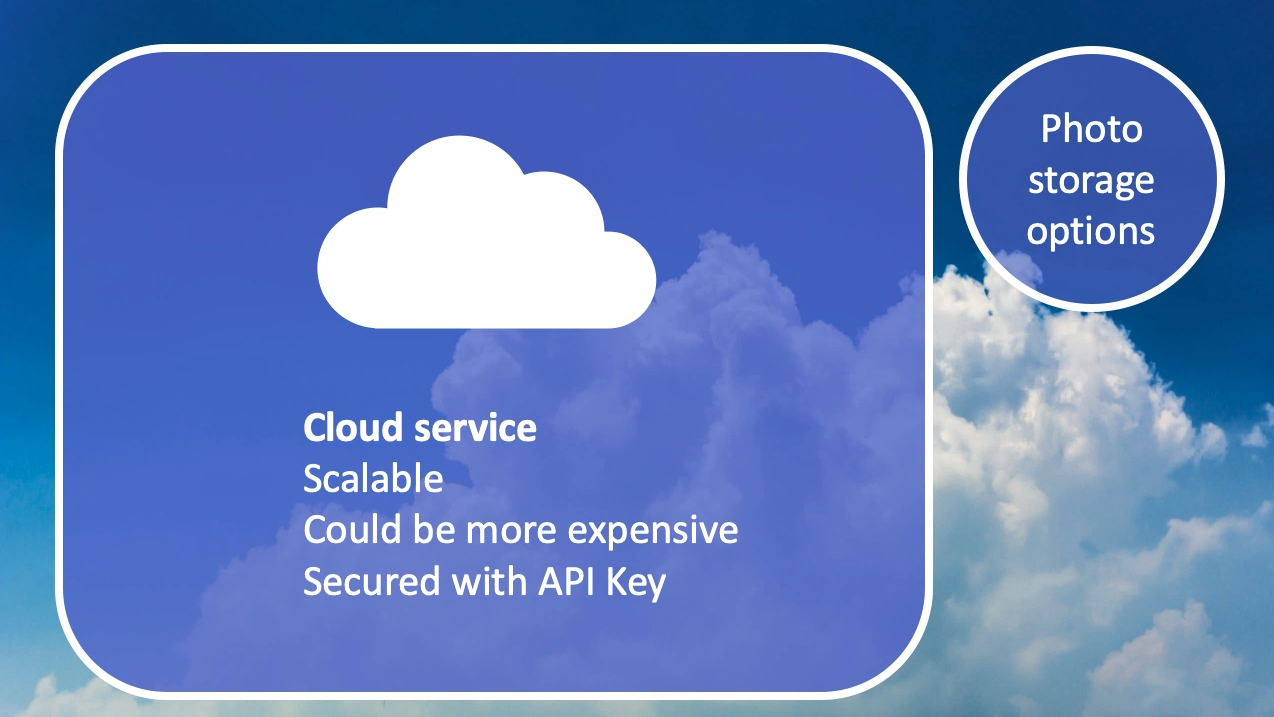 Photo
storage
options
Cloud service
Scalable
Could be more expensive
Secured with API Key